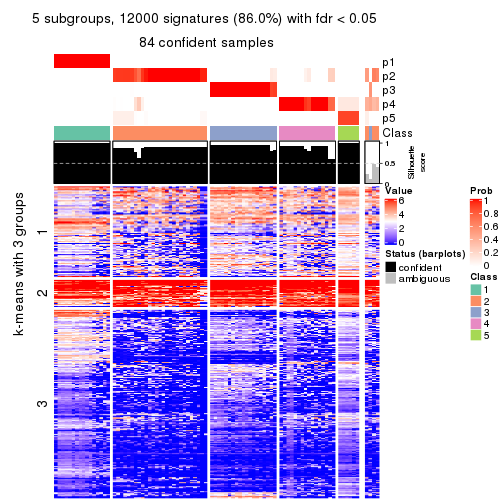 5 subgroups, 12000 signatures (86.0%) with fdr < 0.05
84 confident samples
p1
p2
p3
p4
p5
Class
1
0.5
0
Silhouette
score
k-means with 3 groups
1
2
3
Value
6
4
2
0
Status (barplots)
confident
ambiguous
Prob
1
0.8
0.6
0.4
0.2
0
Class
1
2
3
4
5